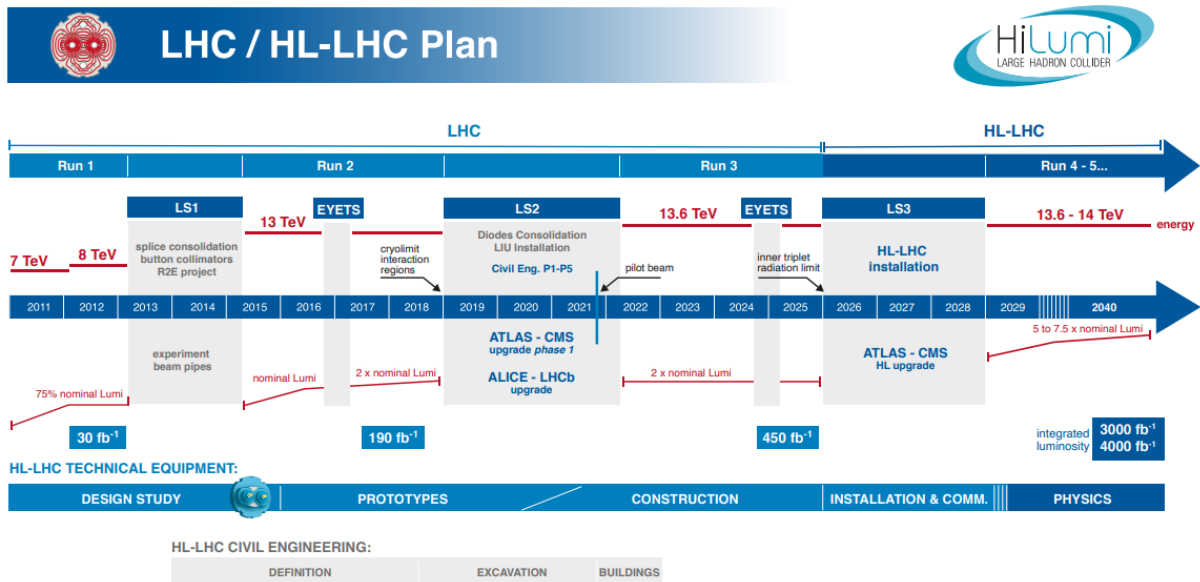 LHC / HL-LHC Plan
HiLumi
LARGE HADRON COLLIDER
LHC
HL-LHC
Run 1
Run 2
Run 3
Run 4 - 5...
LS1
EYETS
LS2
EYETS
LS3
13 TeV
13.6 TeV
13.6 - 14 TeV
energy
7 TeV
8 TeV
splice consolidation
button collimators
R2E project
cryolimit
interaction
regions
Diodes Consolidation
LIU Installation
Civil Eng. P1-P5
pilot beam
inner triplet
radiation limit
HL-LHC
installation
2011
2012
2013
2014
2015
2016
2017
2018
2019
2020
2021
2022
2023
2024
2025
2026
2027
2028
2029
2040
experiment
beam pipes
ATLAS - CMS
upgrade phase 1
ALICE - LHCb
upgrade
ATLAS - CMS
HL upgrade
5 to 7.5 x nominal Lumi
75% nominal Lumi
nominal Lumi
2 x nominal Lumi
2 x nominal Lumi
30 fb⁻¹
190 fb⁻¹
450 fb⁻¹
integrated
luminosity
3000 fb⁻¹
4000 fb⁻¹
HL-LHC TECHNICAL EQUIPMENT:
DESIGN STUDY
PROTOTYPES
CONSTRUCTION
INSTALLATION & COMM.
PHYSICS
HL-LHC CIVIL ENGINEERING:
DEFINITION
EXCAVATION
BUILDINGS